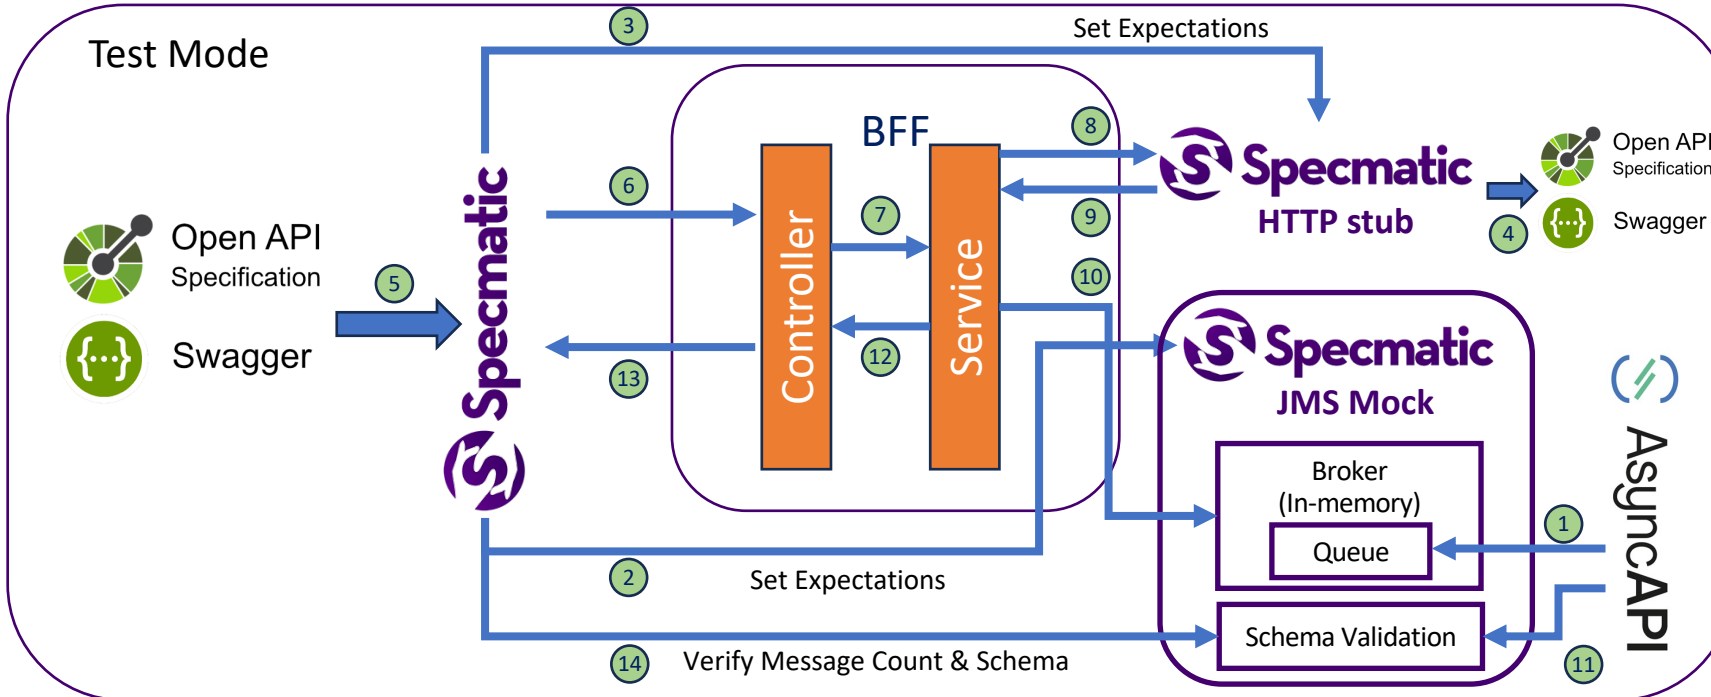 Test Mode
3
Set Expectations
BFF
8
Open API
Specification
Specmatic
HTTP stub
4
Swagger
6
7
9
10
Open API
Specification
5
Swagger
Specmatic
Controller
Service
12
13
Specmatic
JMS Mock
Broker
(In-memory)
Queue
1
AsyncAPI
2
Set Expectations
Schema Validation
14
Verify Message Count & Schema
11